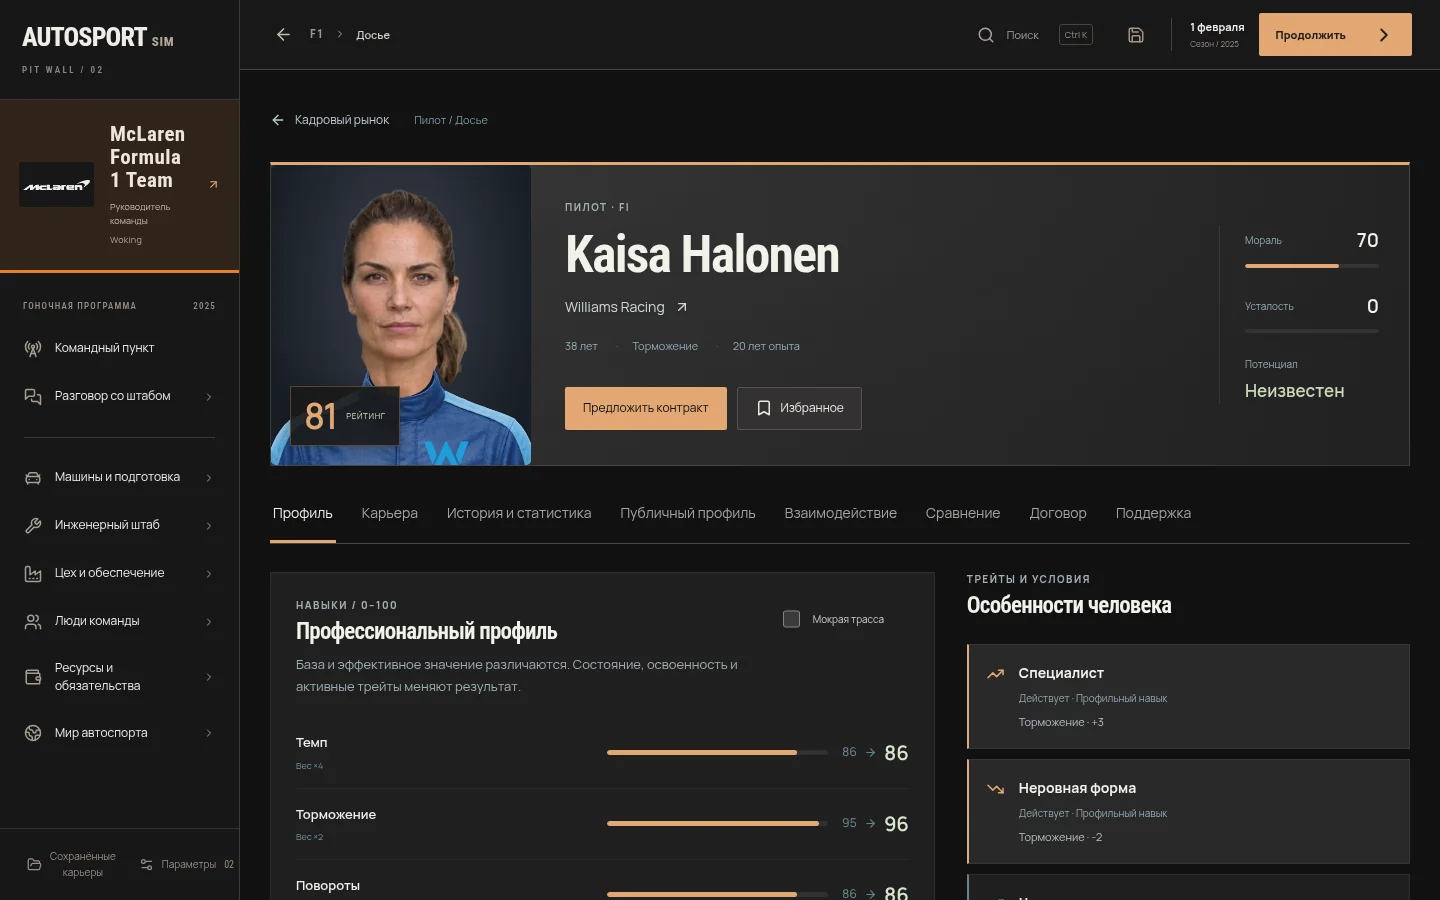 AUTOSPORT SIM
PIT WALL / 02
McLaren
McLaren
Formula
1 Team
Руководитель
команды
Woking
ГОНОЧНАЯ ПРОГРАММА 2025
Командный пункт
Разговор со штабом
Машины и подготовка
Инженерный штаб
Цех и обеспечение
Люди команды
Ресурсы и
обязательства
Мир автоспорта
Сохранённые
карьеры
Параметры 02
F1 Досье
Поиск Ctrl K
1 февраля
Сезон / 2025
Продолжить
Кадровый рынок Пилот / Досье
81 РЕЙТИНГ
W
ПИЛОТ · F1
Kaisa Halonen
Williams Racing
38 лет · Торможение · 20 лет опыта
Предложить контракт
Избранное
Мораль 70
Усталость 0
Потенциал
Неизвестен
Профиль Карьера История и статистика Публичный профиль Взаимодействие Сравнение Договор Поддержка
НАВЫКИ / 0–100
Профессиональный профиль
Мокрая трасса
База и эффективное значение различаются. Состояние, освоенность и
активные трейты меняют результат.
Темп
Вес ×4
86 → 86
Торможение
Вес ×2
95 → 96
Повороты
86 → 86
ТРЕЙТЫ И УСЛОВИЯ
Особенности человека
Специалист
Действует · Профильный навык
Торможение · +3
Неровная форма
Действует · Профильный навык
Торможение · -2